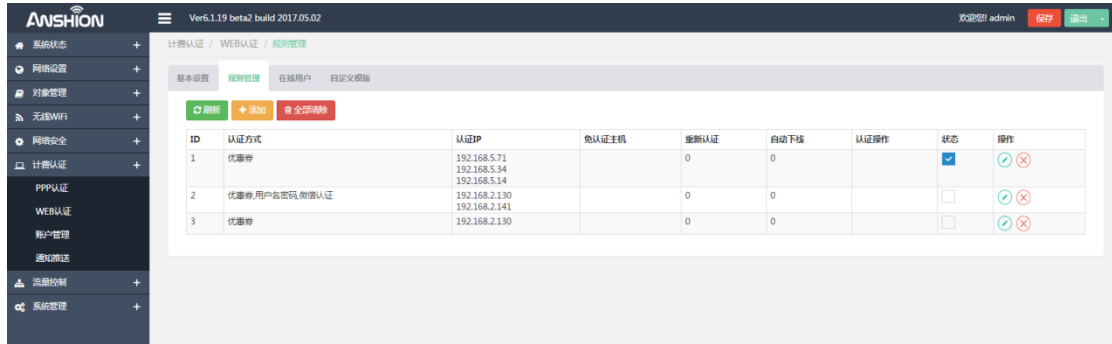 ANSHION
Ver6.1.19 beta2 build 2017.05.02
欢迎您! admin
保存
退出
系统状态
网络设置
对象管理
无线WiFi
网络安全
计费认证
PPP认证
WEB认证
账户管理
通知推送
流量控制
系统管理
计费认证 / WEB认证 / 规则管理
基本设置 规则管理 在线用户 自定义模版
刷新 添加 全部清除
ID 认证方式 认证IP 免认证主机 重新认证 自动下线 认证操作 状态 操作
1 优惠券 192.168.5.71 0 0
192.168.5.34
192.168.5.14
2 优惠券,用户名密码,微信认证 192.168.2.130 0 0
192.168.2.141
3 优惠券 192.168.2.130 0 0